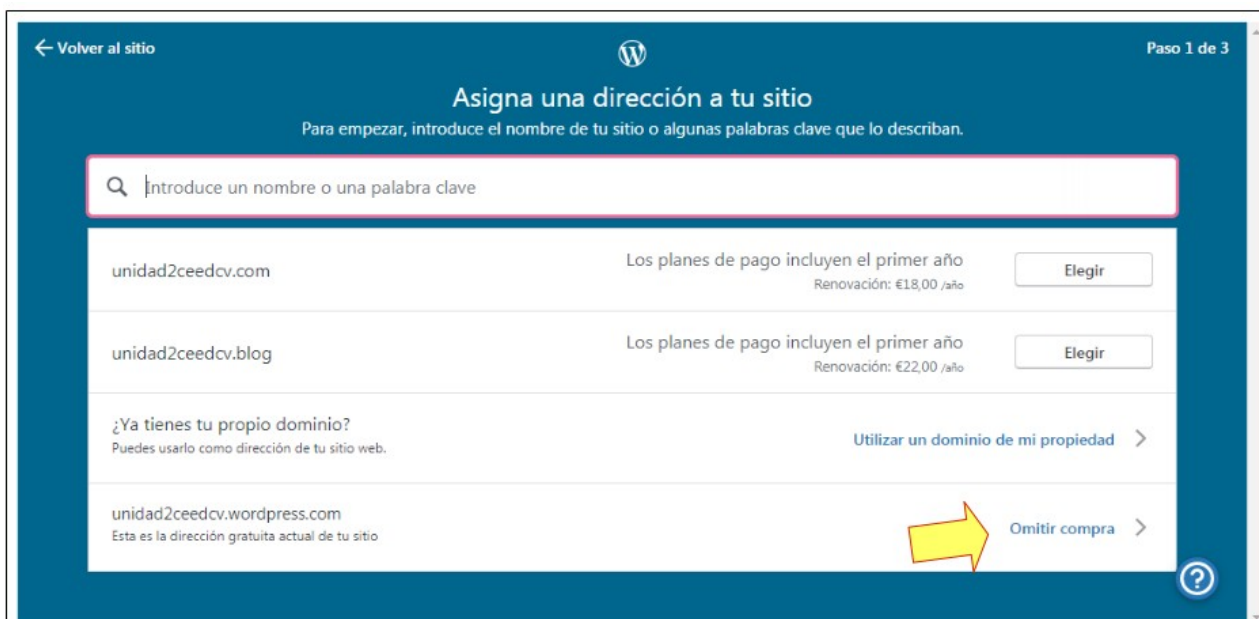 ← Volver al sitio
Paso 1 de 3
Asigna una dirección a tu sitio
Para empezar, introduce el nombre de tu sitio o algunas palabras clave que lo describan.
Introduce un nombre o una palabra clave
unidad2ceedcv.com
Los planes de pago incluyen el primer año
Renovación: €18,00 /año
Elegir
unidad2ceedcv.blog
Los planes de pago incluyen el primer año
Renovación: €22,00 /año
Elegir
¿Ya tienes tu propio dominio?
Puedes usarlo como dirección de tu sitio web.
Utilizar un dominio de mi propiedad
unidad2ceedcv.wordpress.com
Esta es la dirección gratuita actual de tu sitio
Omitir compra
?